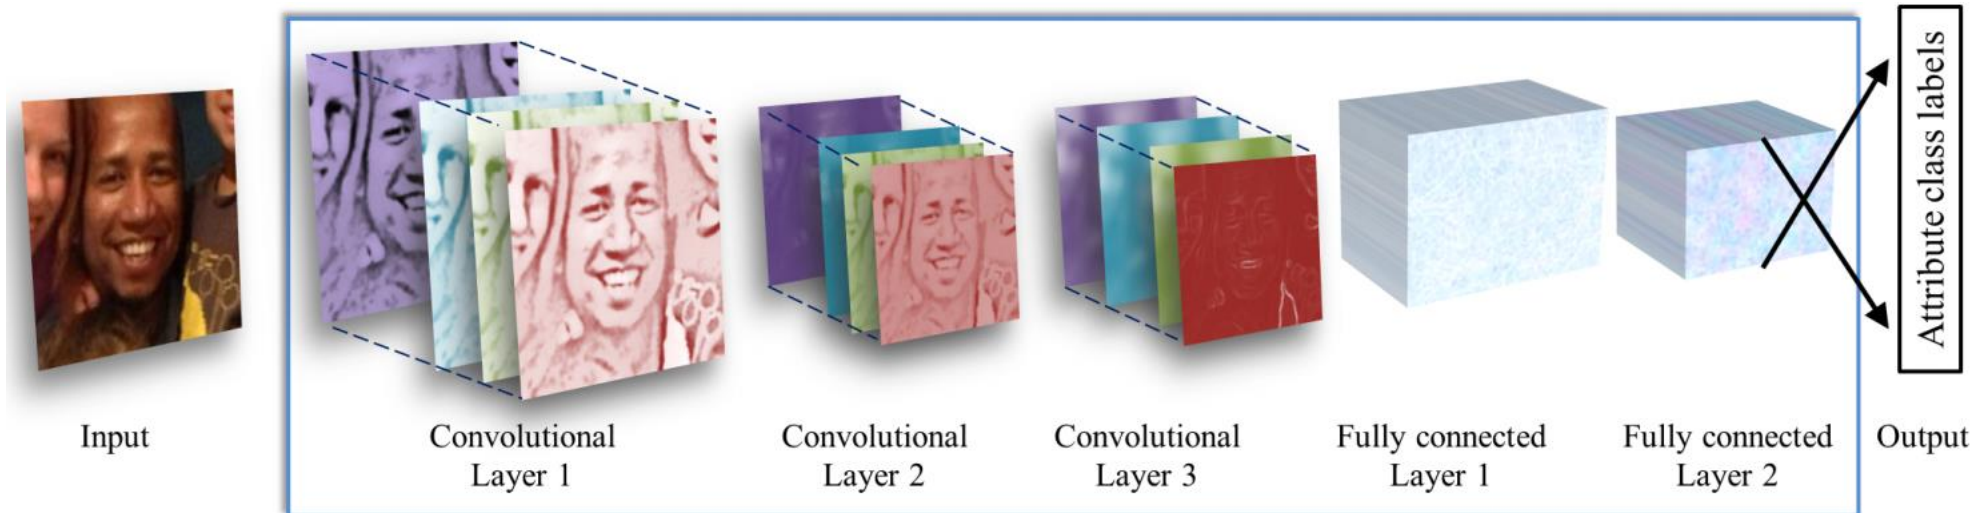 Attribute class labels
Input
Convolutional
Layer 1
Convolutional
Layer 2
Convolutional
Layer 3
Fully connected
Layer 1
Fully connected
Layer 2
Output